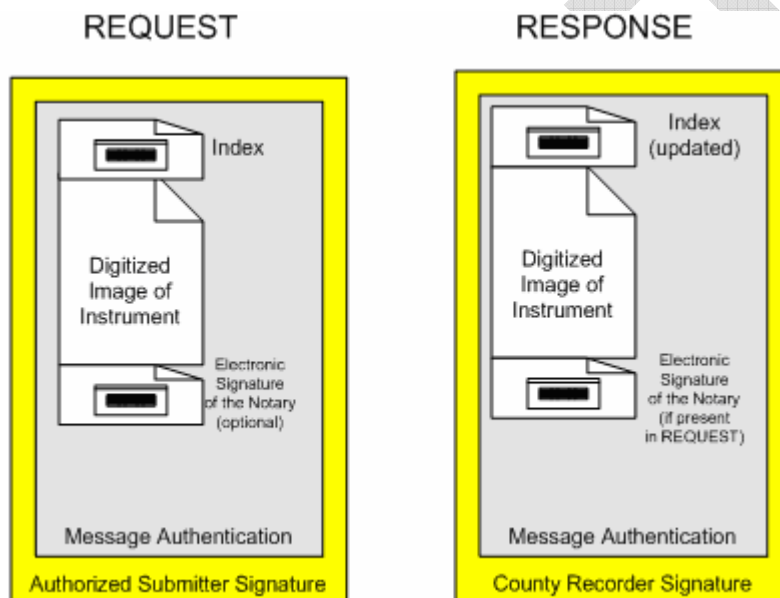 REQUEST
Index
Digitized
Image of
Instrument
Electronic
Signature
of the Notary
(optional)
Message Authentication
Authorized Submitter Signature
RESPONSE
Index
(updated)
Digitized
Image of
Instrument
Electronic
Signature
of the Notary
(if present
in REQUEST)
Message Authentication
County Recorder Signature